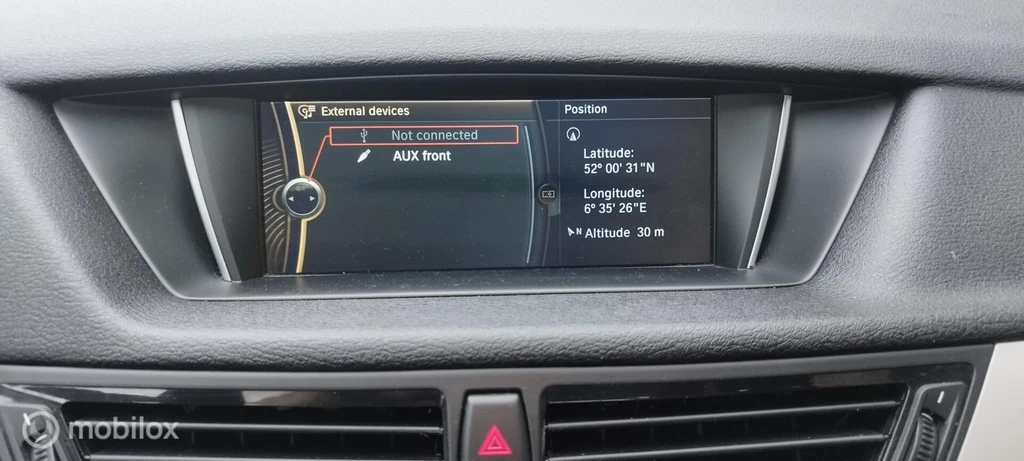 External devices
Not connected
AUX front
Position
Latitude:
52° 00' 31"N
Longitude:
6° 35' 26"E
N Altitude 30 m
mobilox